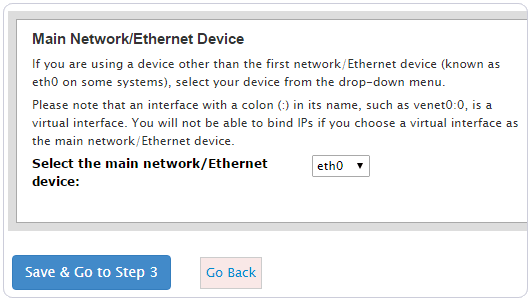 Main Network/Ethernet Device
If you are using a device other than the first network/Ethernet device (known as
eth0 on some systems), select your device from the drop-down menu.
Please note that an interface with a colon (:) in its name, such as venet0:0, is a
virtual interface. You will not be able to bind IPs if you choose a virtual interface as
the main network/Ethernet device.
Select the main network/Ethernet
device:
eth0
Save & Go to Step 3
Go Back